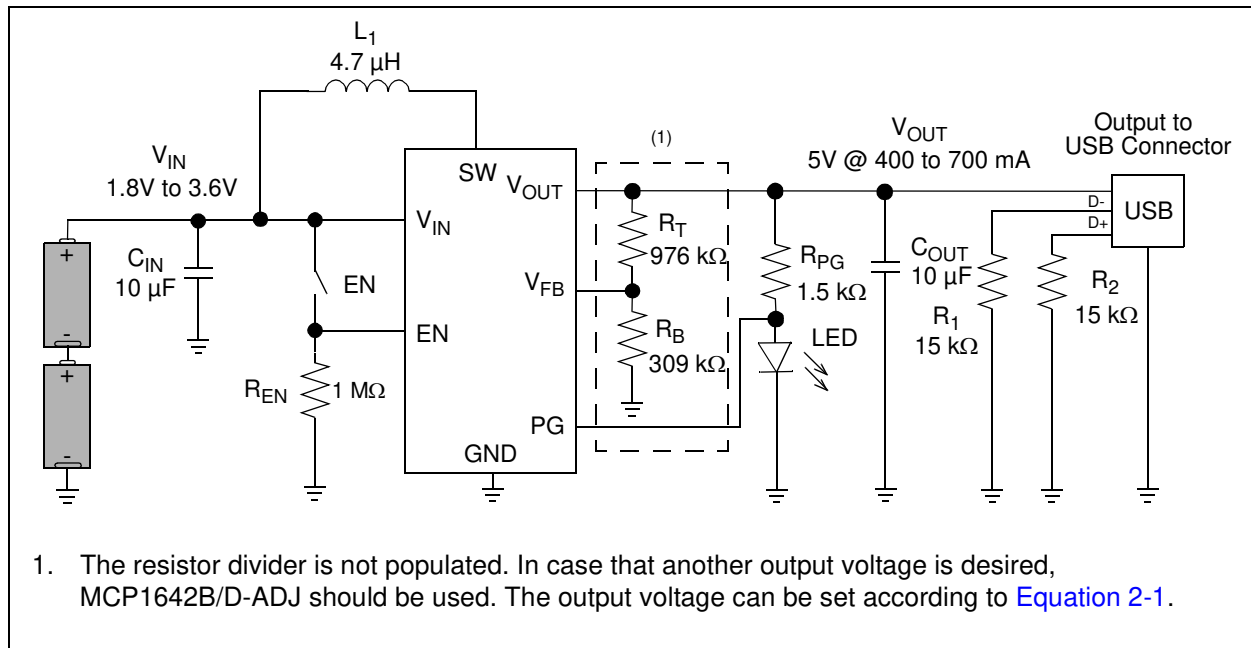 L1
4.7 µH
VIN
1.8V to 3.6V
(1)
VOUT
5V @ 400 to 700 mA
Output to
USB Connector
SW
VOUT
VIN
D-
D+
USB
+
-
+
-
CIN
10 µF
EN
RT
976 kΩ
RPG
1.5 kΩ
COUT
10 µF
R1
15 kΩ
R2
15 kΩ
VFB
EN
RB
309 kΩ
LED
REN
1 MΩ
PG
GND
1. The resistor divider is not populated. In case that another output voltage is desired,
MCP1642B/D-ADJ should be used. The output voltage can be set according to Equation 2-1.